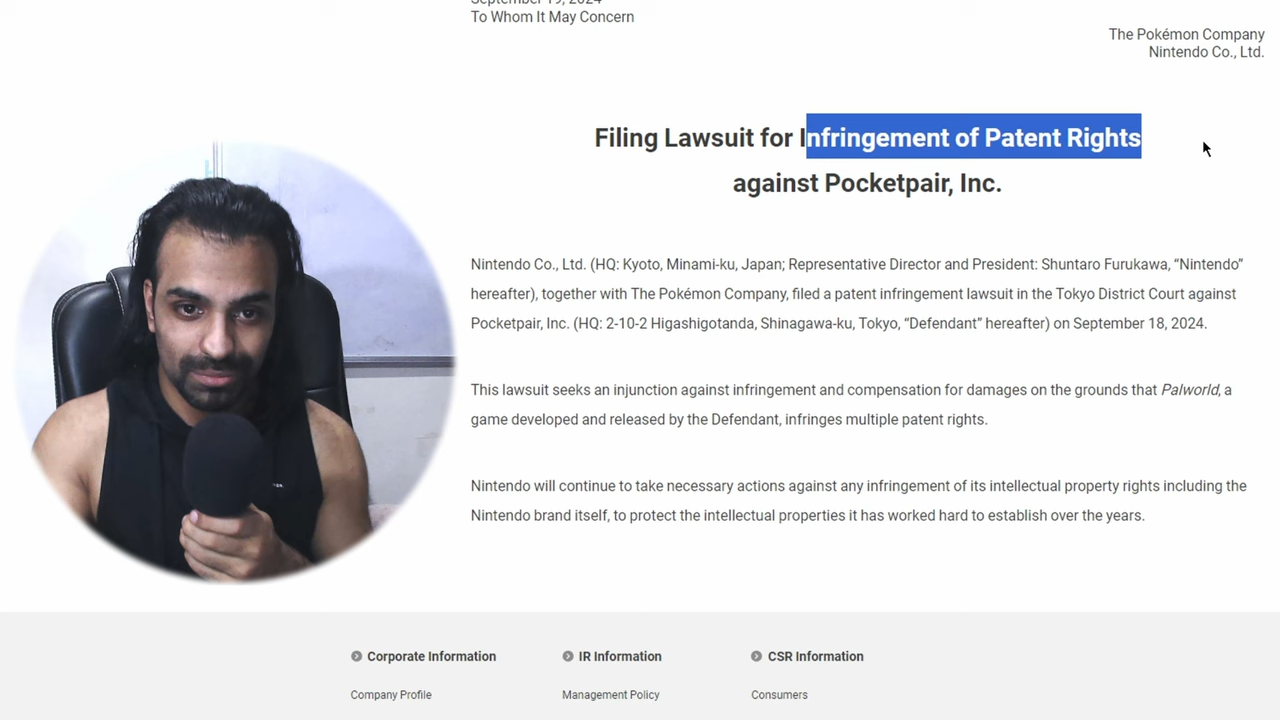 September 19, 2024
To Whom It May Concern
The Pokémon Company
Nintendo Co., Ltd.
Filing Lawsuit for Infringement of Patent Rights
against Pocketpair, Inc.
Nintendo Co., Ltd. (HQ: Kyoto, Minami-ku, Japan; Representative Director and President: Shuntaro Furukawa, “Nintendo”
hereafter), together with The Pokémon Company, filed a patent infringement lawsuit in the Tokyo District Court against
Pocketpair, Inc. (HQ: 2-10-2 Higashigotanda, Shinagawa-ku, Tokyo, “Defendant” hereafter) on September 18, 2024.
This lawsuit seeks an injunction against infringement and compensation for damages on the grounds that Palworld, a
game developed and released by the Defendant, infringes multiple patent rights.
Nintendo will continue to take necessary actions against any infringement of its intellectual property rights including the
Nintendo brand itself, to protect the intellectual properties it has worked hard to establish over the years.
Corporate Information
IR Information
CSR Information
Company Profile
Management Policy
Consumers